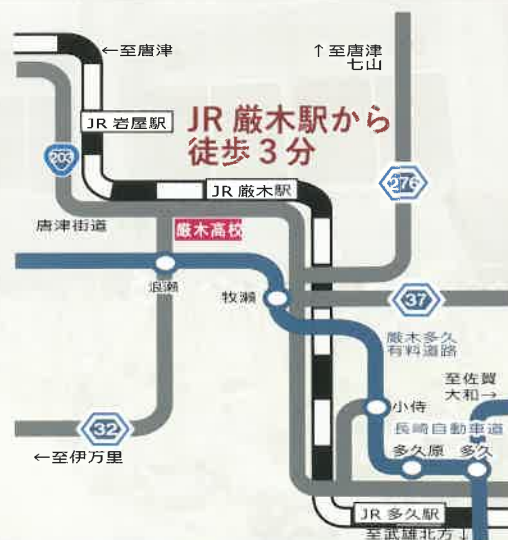 ←至唐津
↑至唐津
七山
JR 岩屋駅
JR 厳木駅から
徒歩３分
203
276
JR 厳木駅
唐津街道
厳木高校
浪瀬
牧瀬
37
厳木多久
有料道路
至佐賀
大和→
小侍
32
長崎自動車道
多久原
多久
←至伊万里
JR 多久駅
至武雄北方↓